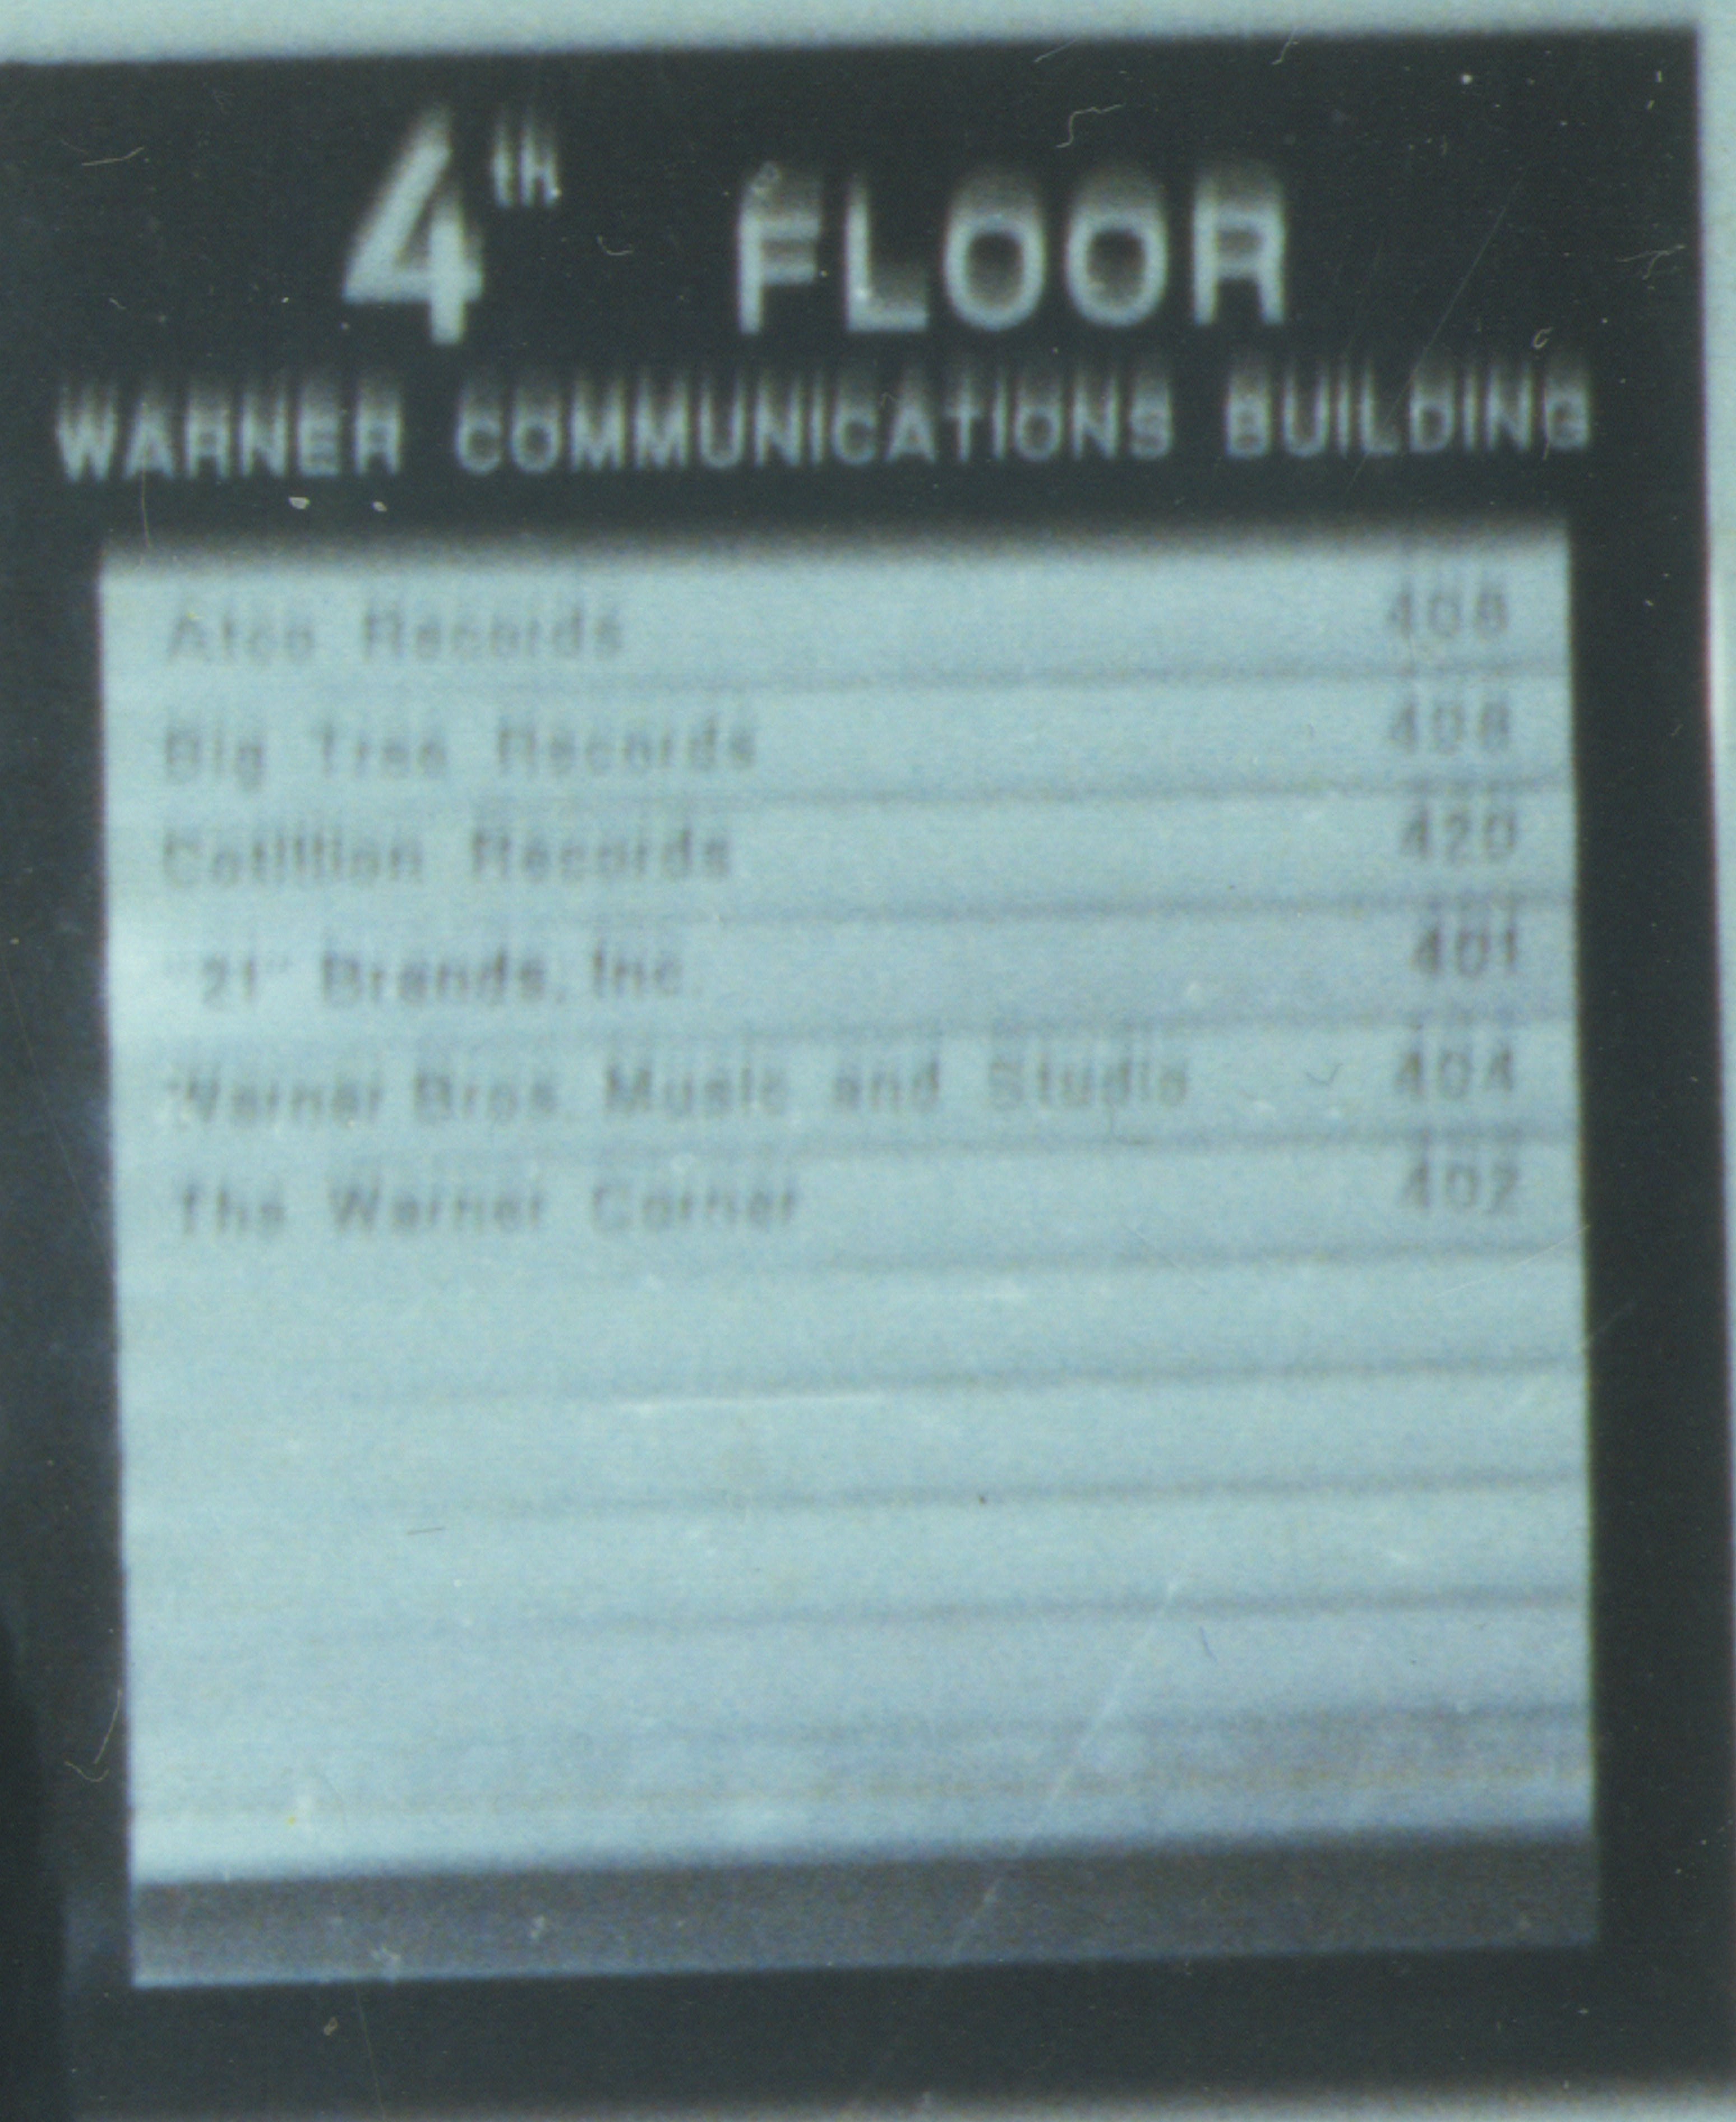 4th FLOOR
WARNER COMMUNICATIONS BUILDING
Atco Records 408
Big Tree Records 408
Cotillion Records 420
"21" Brands, Inc. 401
Warner Bros. Music and Studio 404
The Warner Corner 402